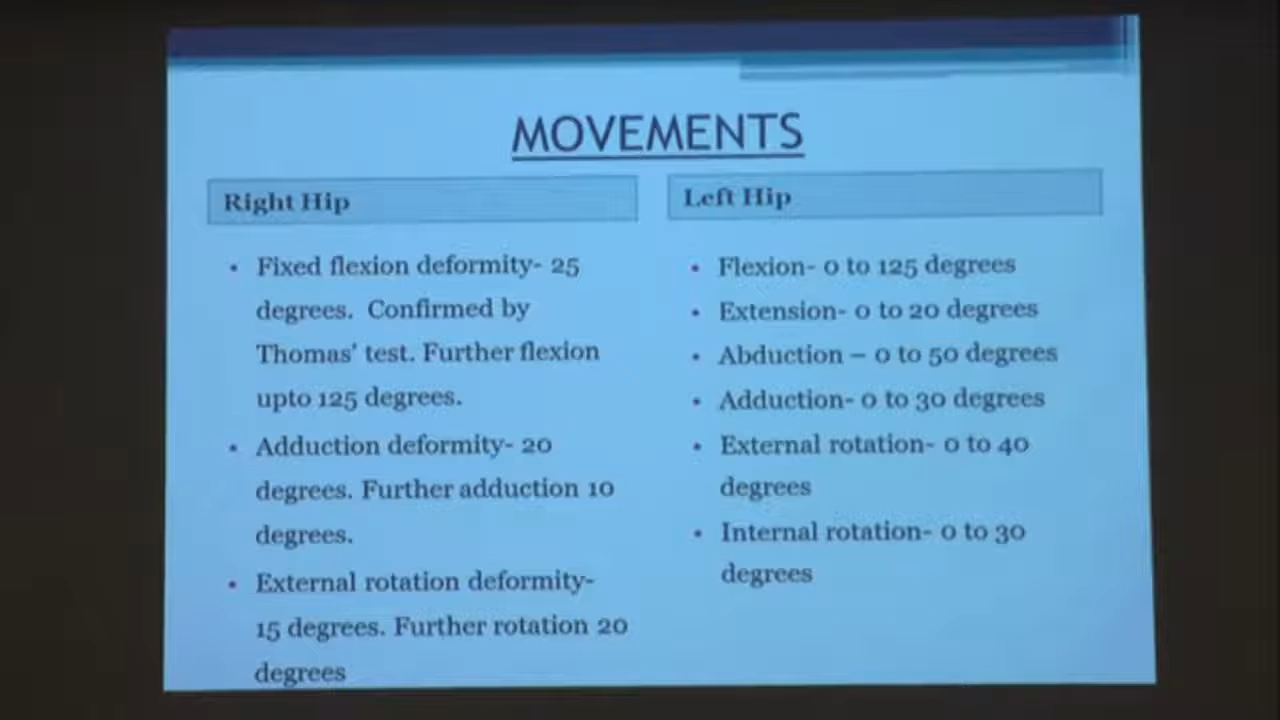 MOVEMENTS
Right Hip
• Fixed flexion deformity- 25
degrees. Confirmed by
Thomas' test. Further flexion
upto 125 degrees.
• Adduction deformity- 20
degrees. Further adduction 10
degrees.
• External rotation deformity-
15 degrees. Further rotation 20
degrees
Left Hip
• Flexion- 0 to 125 degrees
• Extension- 0 to 20 degrees
• Abduction – 0 to 50 degrees
• Adduction- 0 to 30 degrees
• External rotation- 0 to 40
degrees
• Internal rotation- 0 to 30
degrees